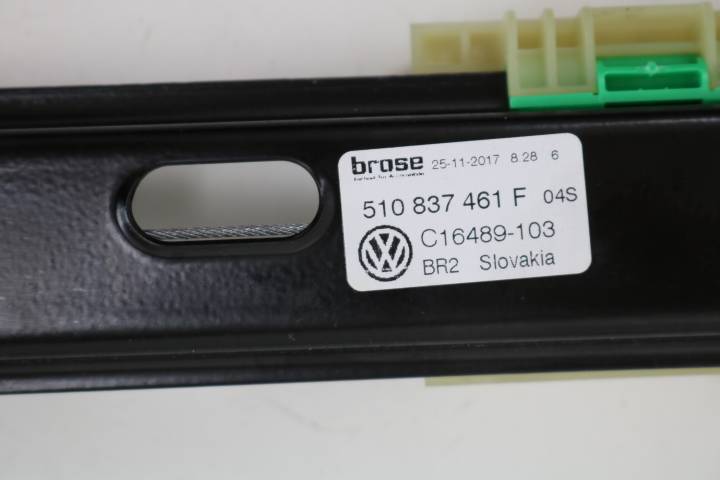 brose 25-11-2017 8.28 6
510 837 461 F 04S
C16489-103
BR2 Slovakia